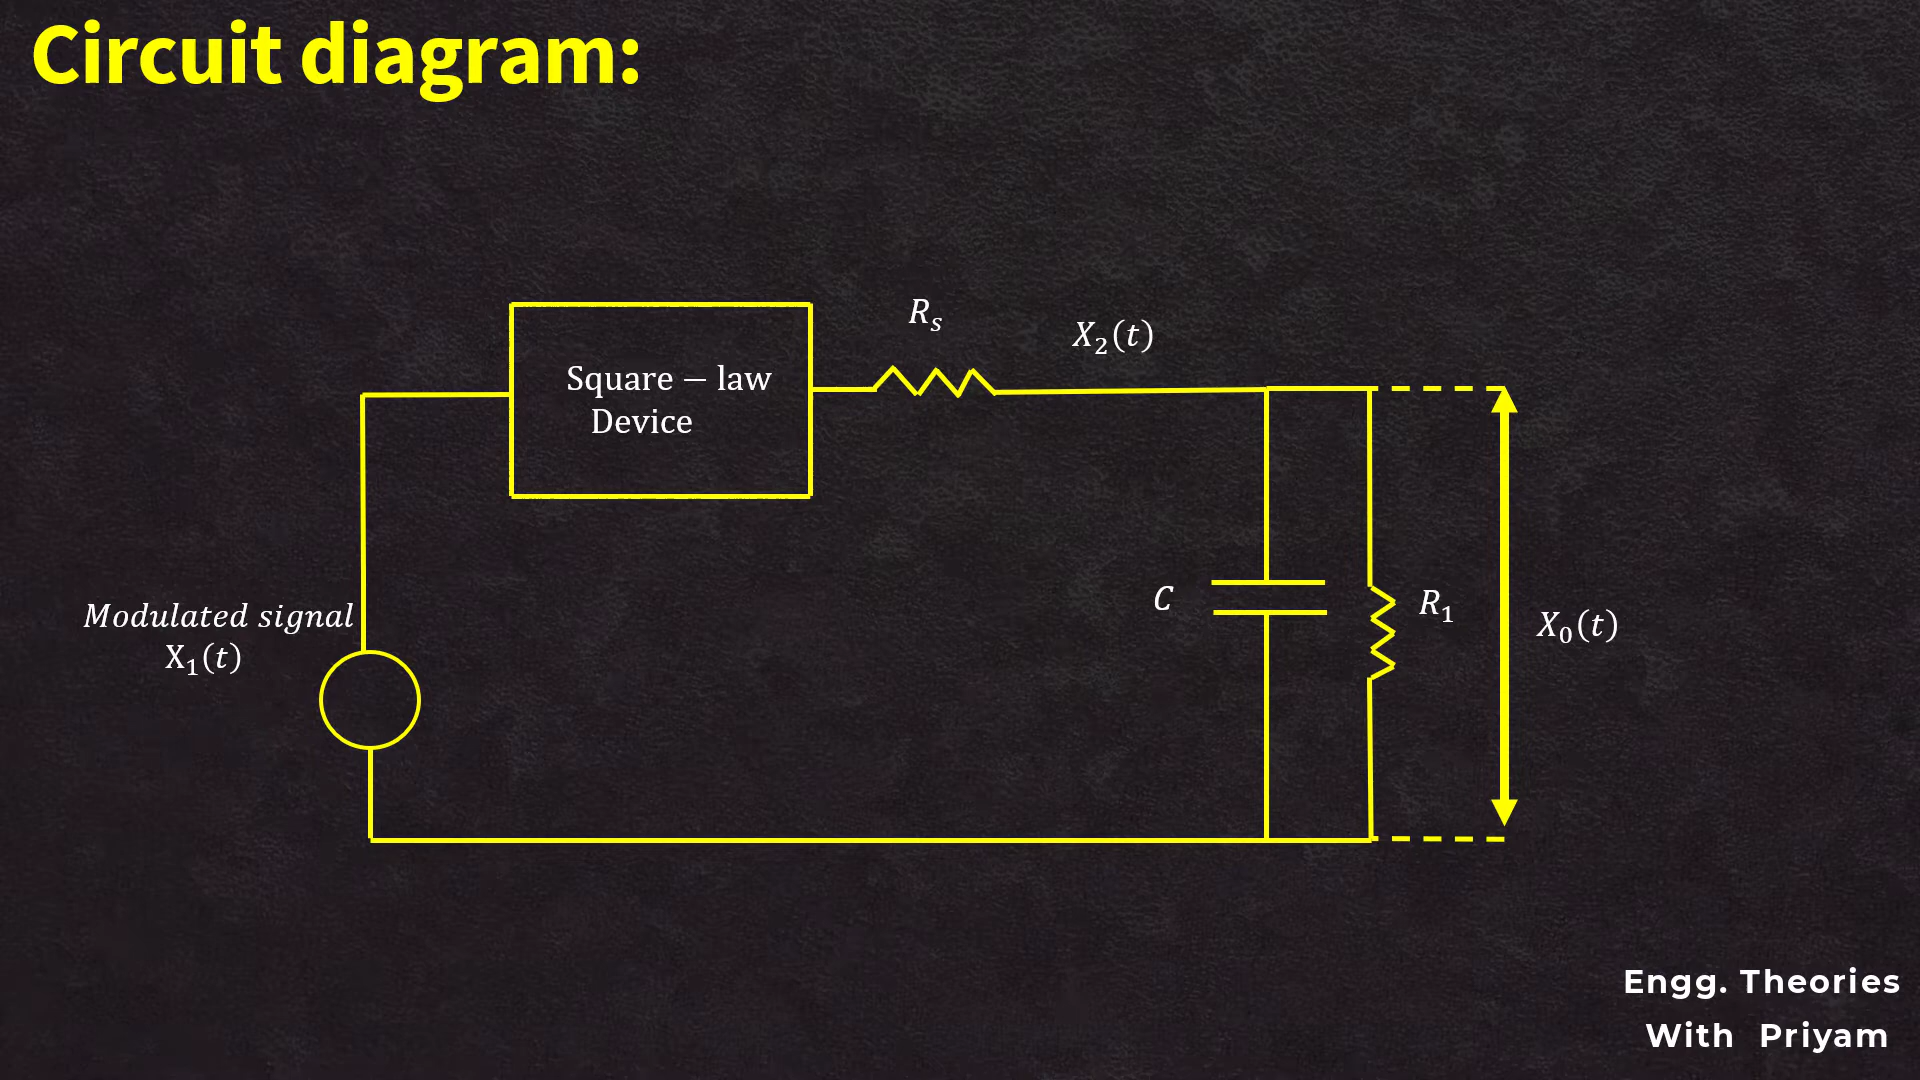 Circuit diagram:
R_s
X_2(t)
Square − law
Device
Modulated signal
X_1(t)
C
R_1
X_0(t)
Engg. Theories
With Priyam